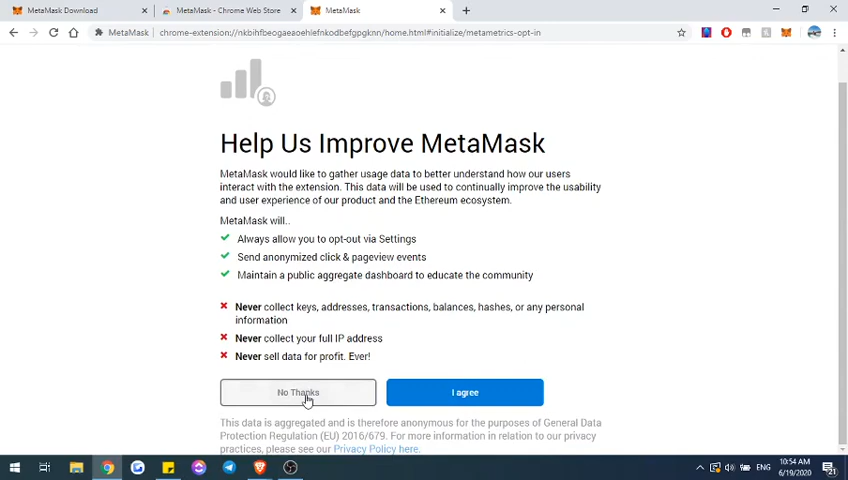 MetaMask Download
MetaMask - Chrome Web Store
MetaMask
MetaMask
chrome-extension://nkbihfbeogaeaoehlefnkodbefgpgknn/home.html#initialize/metametrics-opt-in
Help Us Improve MetaMask
MetaMask would like to gather usage data to better understand how our users
interact with the extension. This data will be used to continually improve the usability
and user experience of our product and the Ethereum ecosystem.
MetaMask will..
Always allow you to opt-out via Settings
Send anonymized click & pageview events
Maintain a public aggregate dashboard to educate the community
Never collect keys, addresses, transactions, balances, hashes, or any personal
information
Never collect your full IP address
Never sell data for profit. Ever!
No Thanks
I agree
This data is aggregated and is therefore anonymous for the purposes of General Data
Protection Regulation (EU) 2016/679. For more information in relation to our privacy
practices, please see our Privacy Policy here.
ENG
10:54 AM
6/19/2020
21